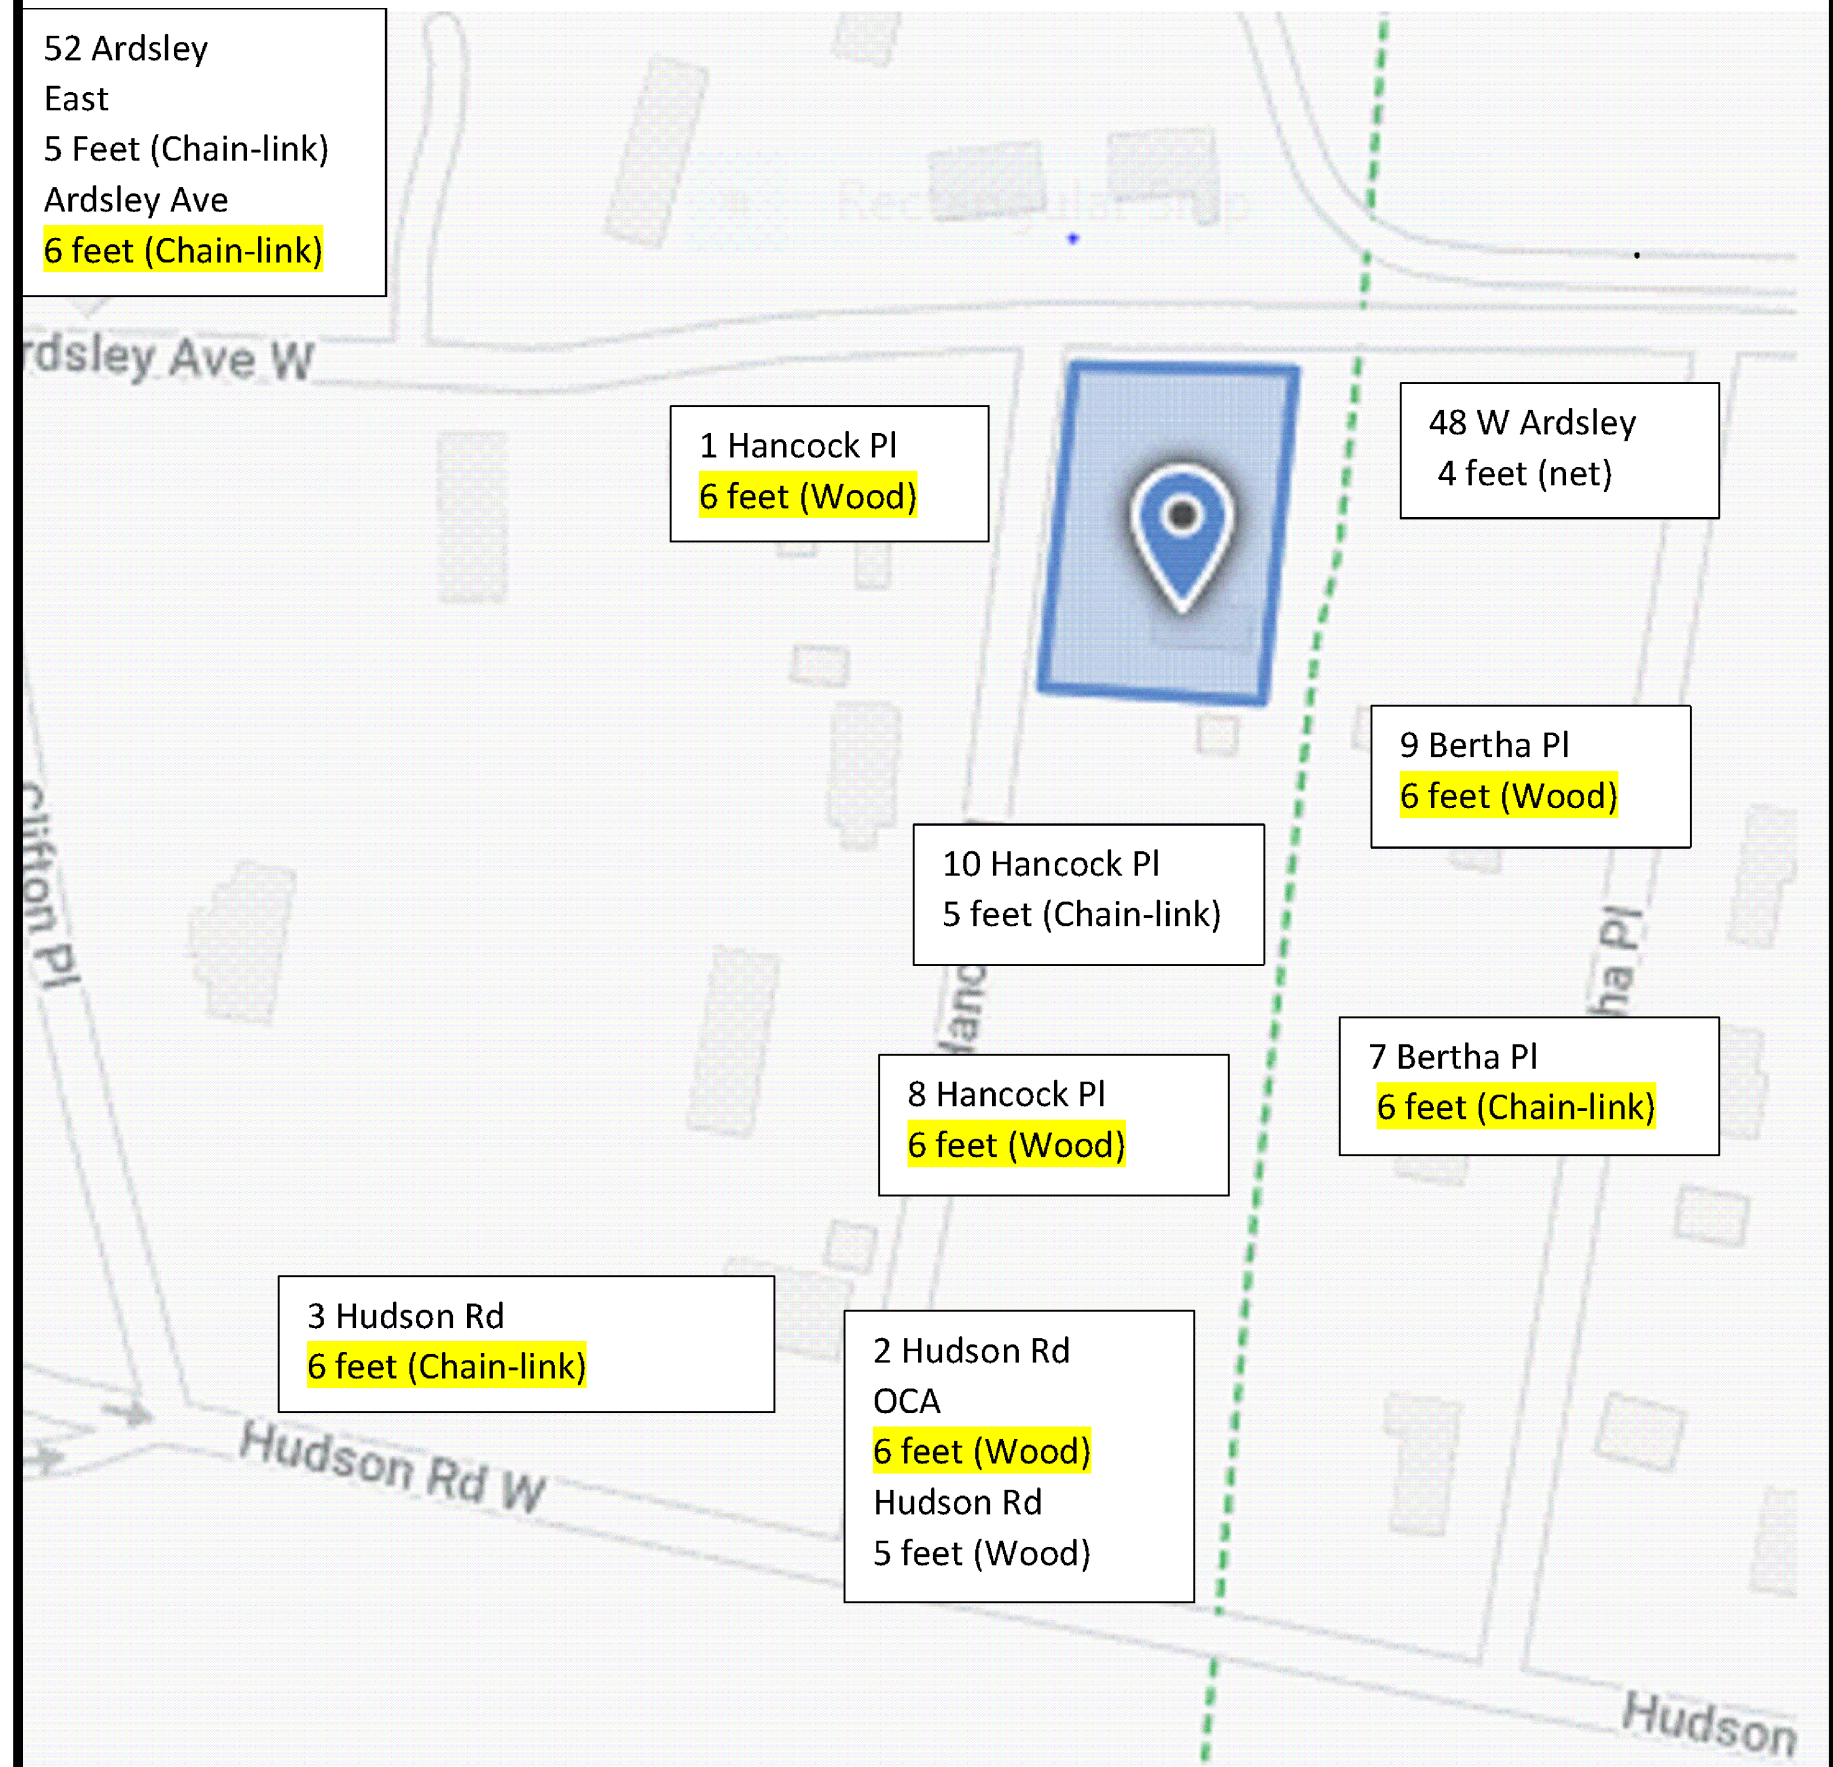 52 Ardsley
East
5 Feet (Chain-link)
Ardsley Ave
6 feet (Chain-link)
rdsley Ave W
1 Hancock Pl
6 feet (Wood)
48 W Ardsley
4 feet (net)
9 Bertha Pl
6 feet (Wood)
Clifton Pl
10 Hancock Pl
5 feet (Chain-link)
ha Pl
Hanc
8 Hancock Pl
6 feet (Wood)
7 Bertha Pl
6 feet (Chain-link)
3 Hudson Rd
6 feet (Chain-link)
2 Hudson Rd
OCA
6 feet (Wood)
Hudson Rd
5 feet (Wood)
Hudson Rd W
Hudson